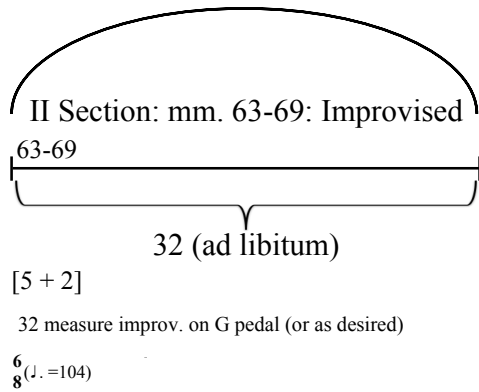 II Section: mm. 63-69: Improvised
63-69
32 (ad libitum)
[5 + 2]
32 measure improv. on G pedal (or as desired)
6
8 (♩. =104)